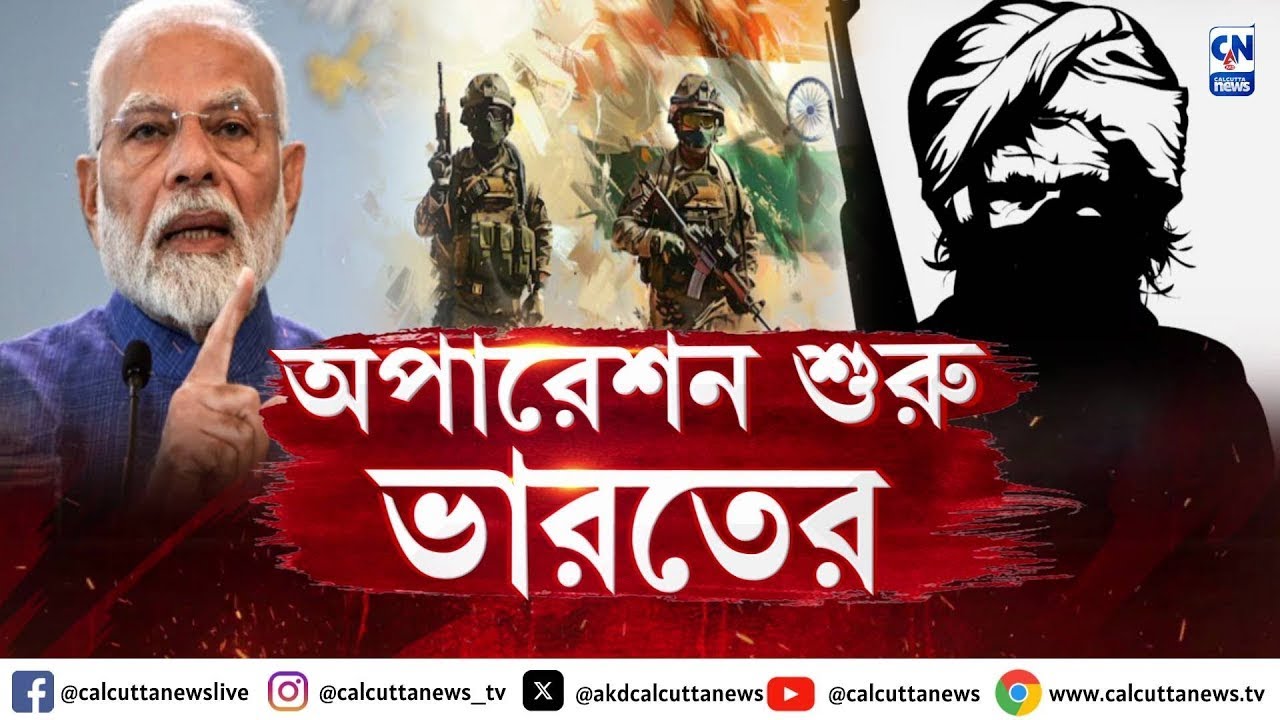 CN
CALCUTTA
news
অপারেশন শুরু
ভারতের
@calcuttanewslive @calcuttanews_tv X @akdcalcuttanews @calcuttanews www.calcuttanews.tv